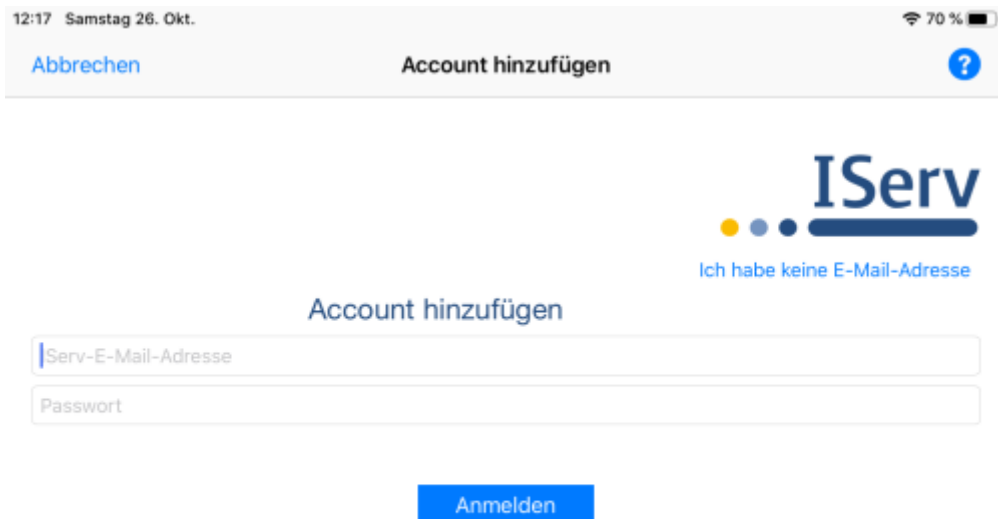 12:17 Samstag 26. Okt. 70 %
Abbrechen Account hinzufügen ?
IServ
Ich habe keine E-Mail-Adresse
Account hinzufügen
IServ-E-Mail-Adresse
Passwort
Anmelden